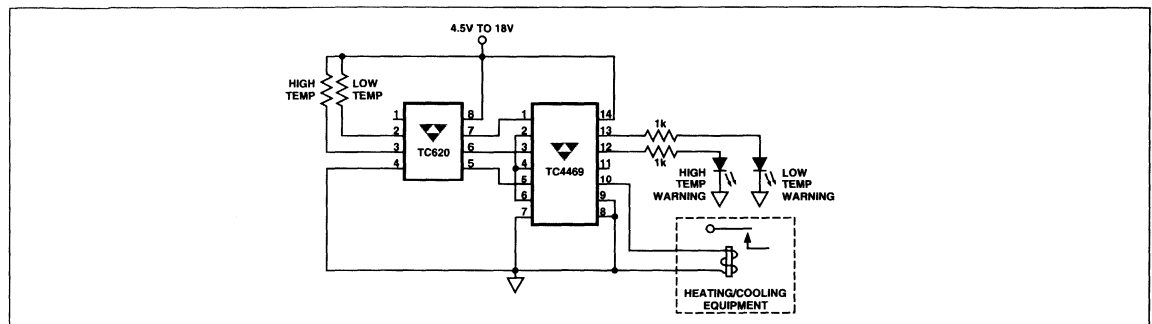 4.5V TO 18V
HIGH TEMP
LOW TEMP
1
2
3
4
8
7
6
5
TC620
1
2
3
4
5
6
7
14
13
12
11
10
9
8
TC4469
1k
1k
HIGH
TEMP
WARNING
LOW
TEMP
WARNING
HEATING/COOLING
EQUIPMENT